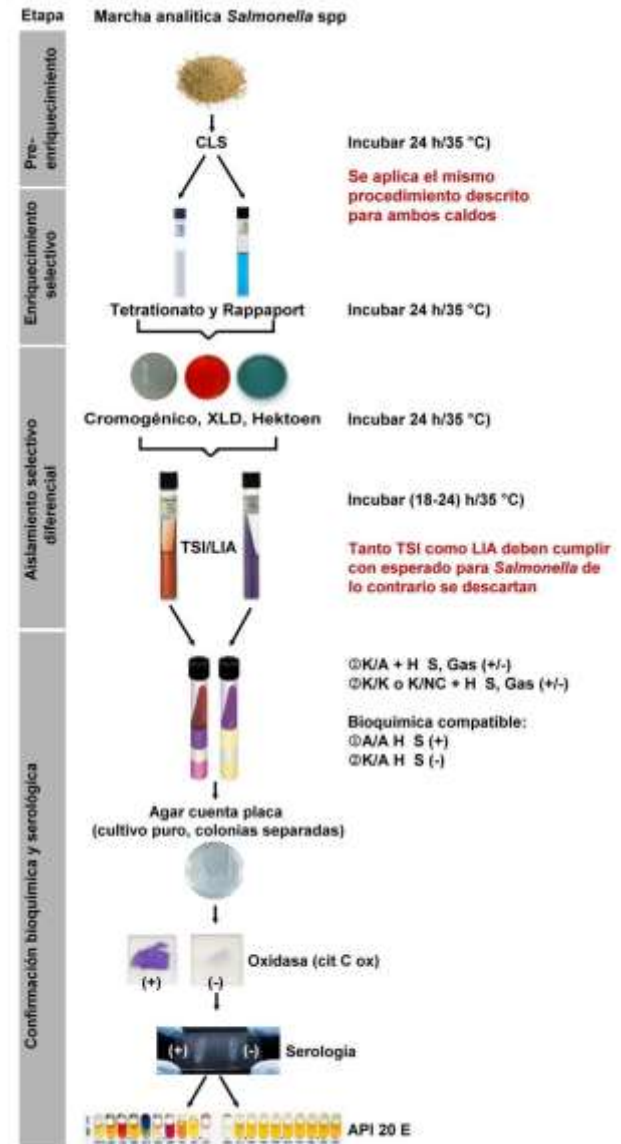 Etapa
Marcha analítica Salmonella spp
Pre-
enriquecimiento
CLS
Incubar 24 h/35 °C)
Se aplica el mismo
procedimiento descrito
para ambos caldos
Enriquecimiento
selectivo
Tetrationato y Rappaport
Incubar 24 h/35 °C)
Aislamiento selectivo
diferencial
Cromogénico, XLD, Hektoen
Incubar 24 h/35 °C)
Incubar (18-24) h/35 °C)
TSI/LIA
Tanto TSI como LIA deben cumplir
con esperado para Salmonella de
lo contrario se descartan
Confirmación bioquímica y serológica
①K/A + H S, Gas (+/-)
②K/K o K/NC + H S, Gas (+/-)
Bioquímica compatible:
①A/A H S (+)
②K/A H S (-)
Agar cuenta placa
(cultivo puro, colonias separadas)
Oxidasa (cit C ox)
(+) (-)
(+) (-) Serología
API 20 E